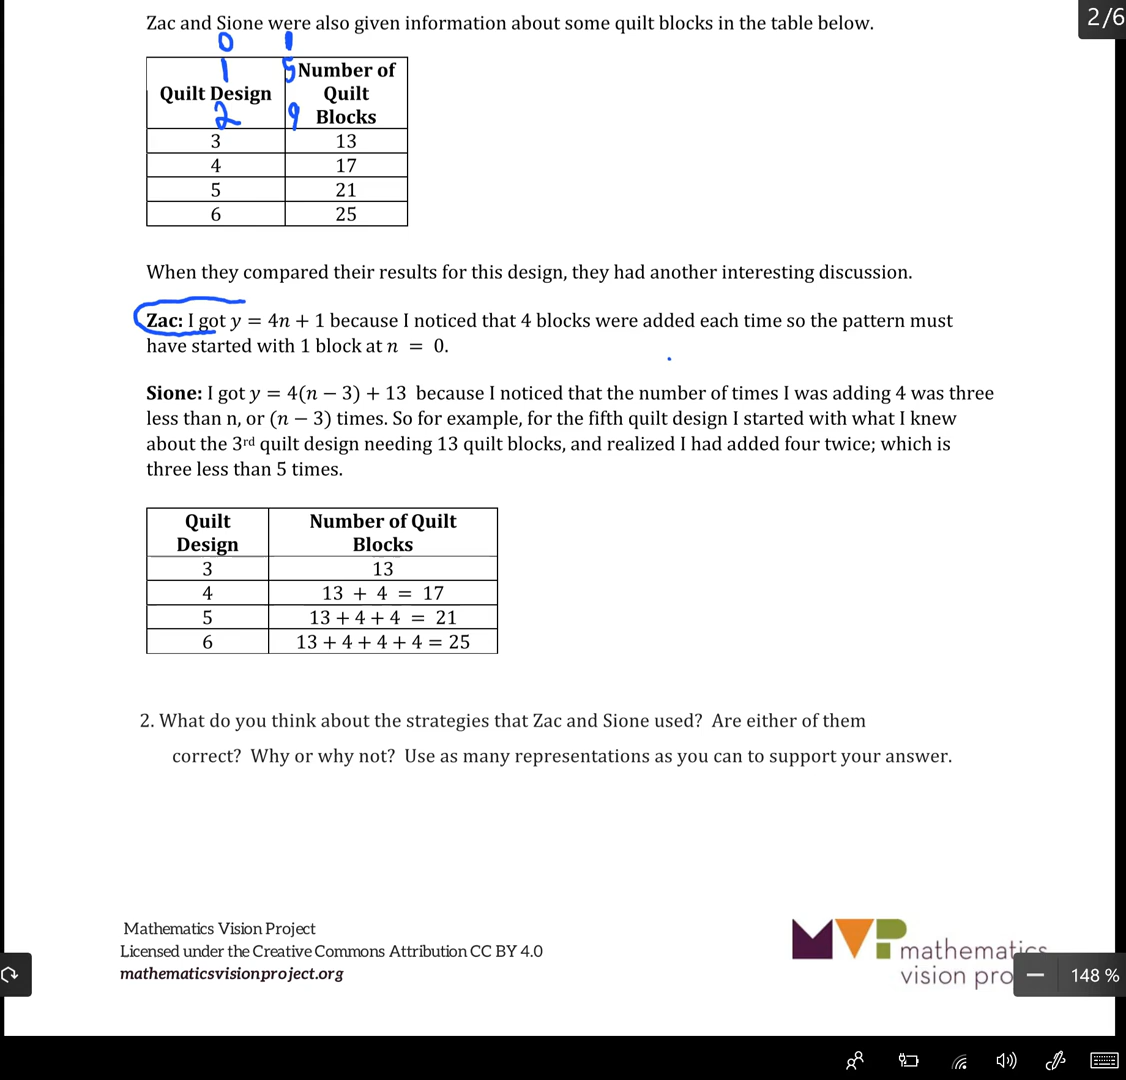 2/6
Zac and Sione were also given information about some quilt blocks in the table below.
0 1
1 5 Number of
Quilt Design Quilt
2 9 Blocks
3 13
4 17
5 21
6 25
When they compared their results for this design, they had another interesting discussion.
Zac: I got y = 4n + 1 because I noticed that 4 blocks were added each time so the pattern must
have started with 1 block at n = 0.
Sione: I got y = 4(n − 3) + 13 because I noticed that the number of times I was adding 4 was three
less than n, or (n − 3) times. So for example, for the fifth quilt design I started with what I knew
about the 3rd quilt design needing 13 quilt blocks, and realized I had added four twice; which is
three less than 5 times.
Quilt Number of Quilt
Design Blocks
3 13
4 13 + 4 = 17
5 13 + 4 + 4 = 21
6 13 + 4 + 4 + 4 = 25
2. What do you think about the strategies that Zac and Sione used? Are either of them
correct? Why or why not? Use as many representations as you can to support your answer.
Mathematics Vision Project
Licensed under the Creative Commons Attribution CC BY 4.0
mathematicsvisionproject.org
MVP
mathematics
vision pro
148 %